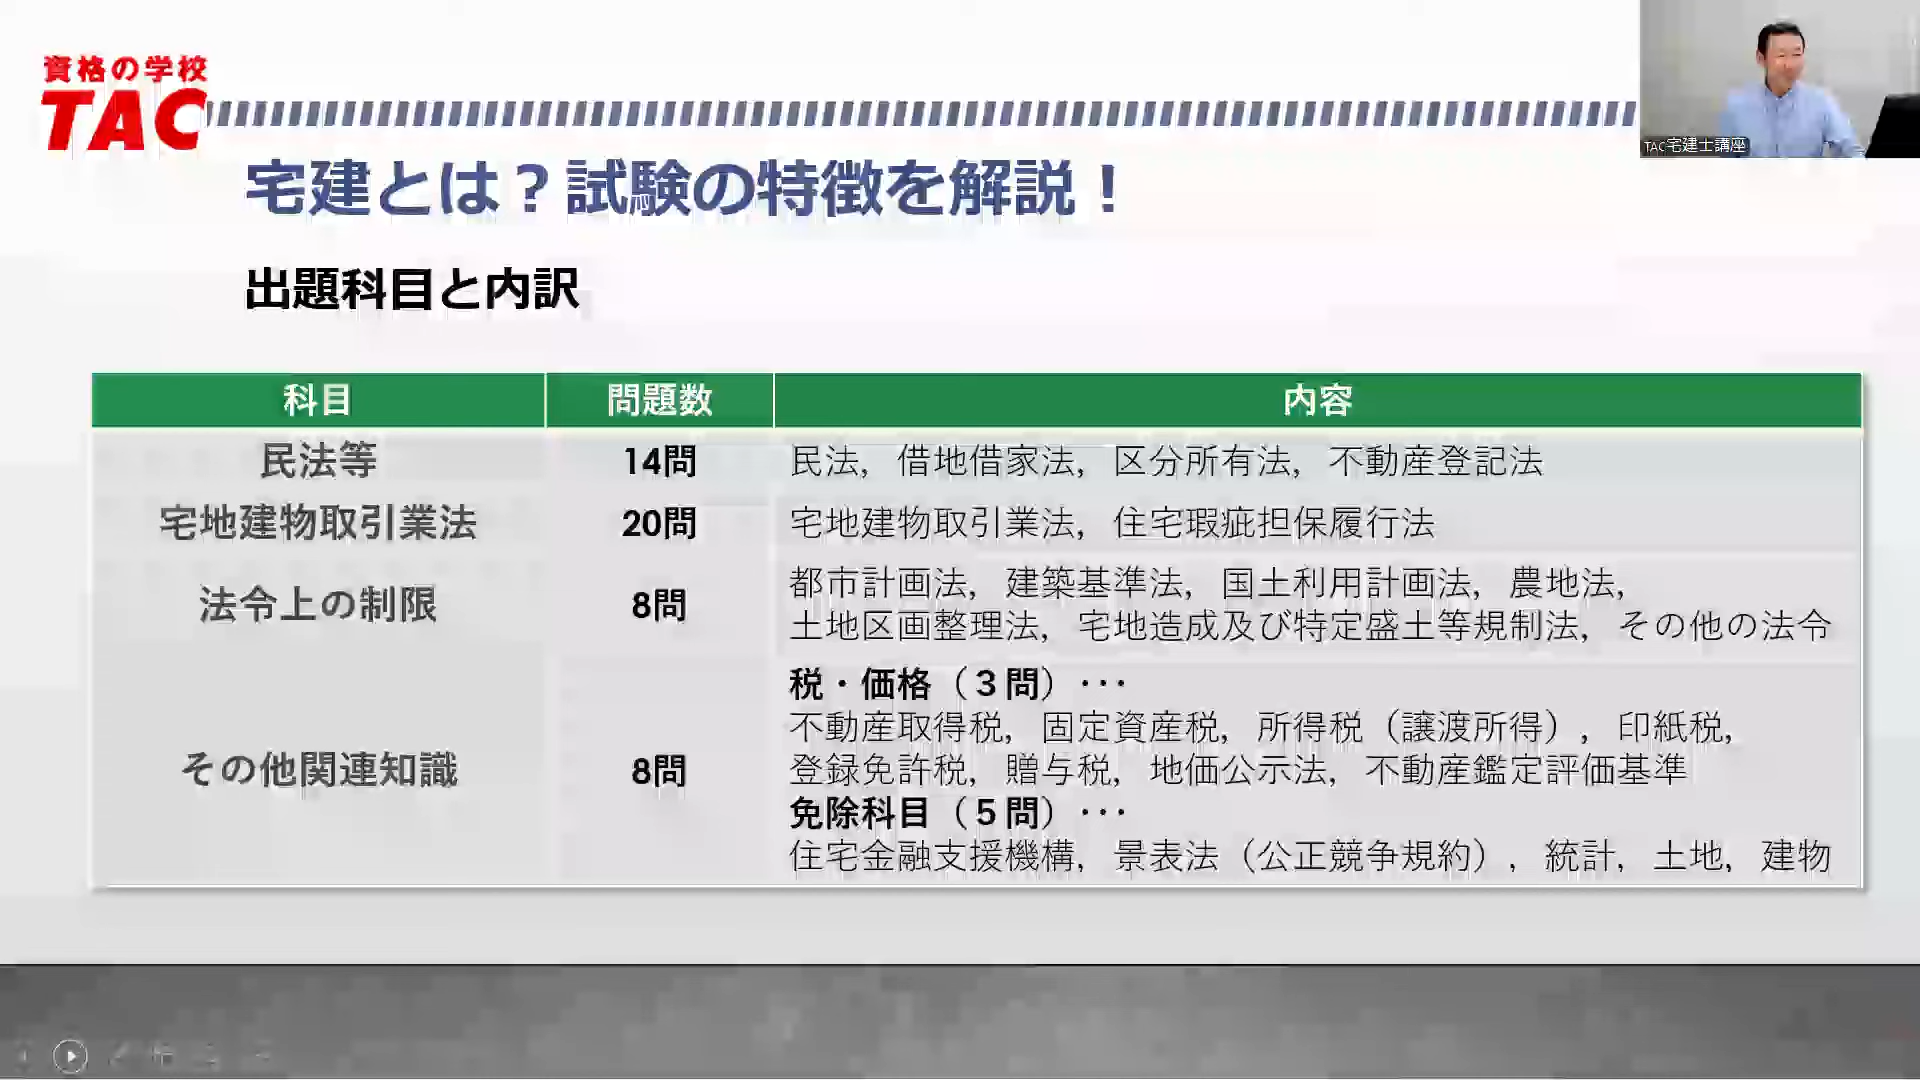 資格の学校
TAC
TAC宅建士講座
宅建とは？試験の特徴を解説！
出題科目と内訳
科目 問題数 内容
民法等 14問 民法，借地借家法，区分所有法，不動産登記法
宅地建物取引業法 20問 宅地建物取引業法，住宅瑕疵担保履行法
法令上の制限 8問 都市計画法，建築基準法，国土利用計画法，農地法，
土地区画整理法，宅地造成及び特定盛土等規制法，その他の法令
その他関連知識 8問 税・価格（３問）･･･
不動産取得税，固定資産税，所得税（譲渡所得），印紙税，
登録免許税，贈与税，地価公示法，不動産鑑定評価基準
免除科目（５問）･･･
住宅金融支援機構，景表法（公正競争規約），統計，土地，建物